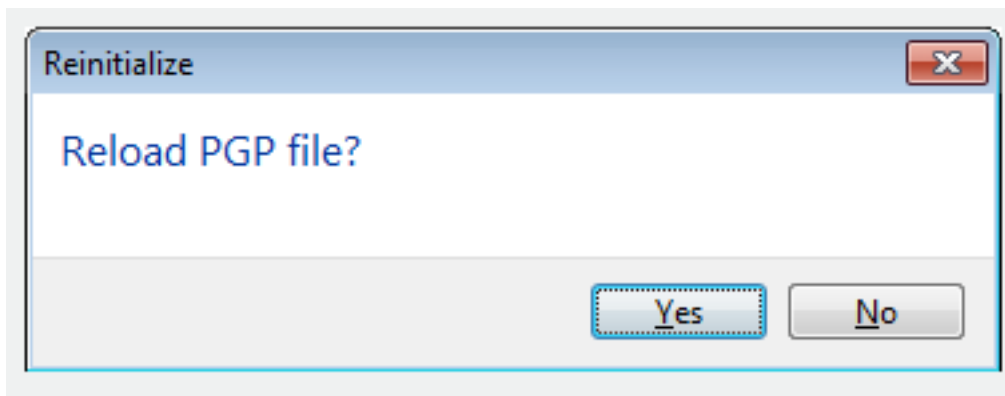 Reinitialize
Reload PGP file?
Yes No